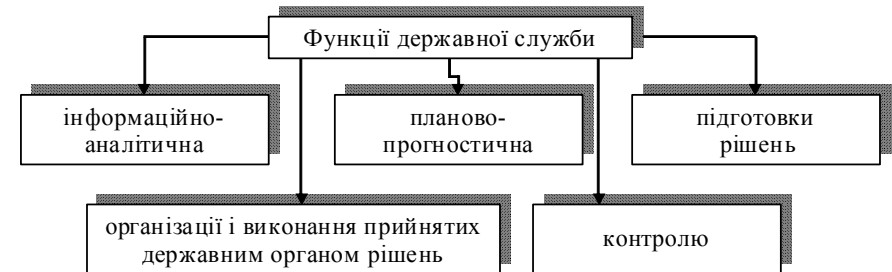 Функції державної служби
інформаційно-
аналітична
планово-
прогностична
підготовки
рішень
організації і виконання прийнятих
державним органом рішень
контролю